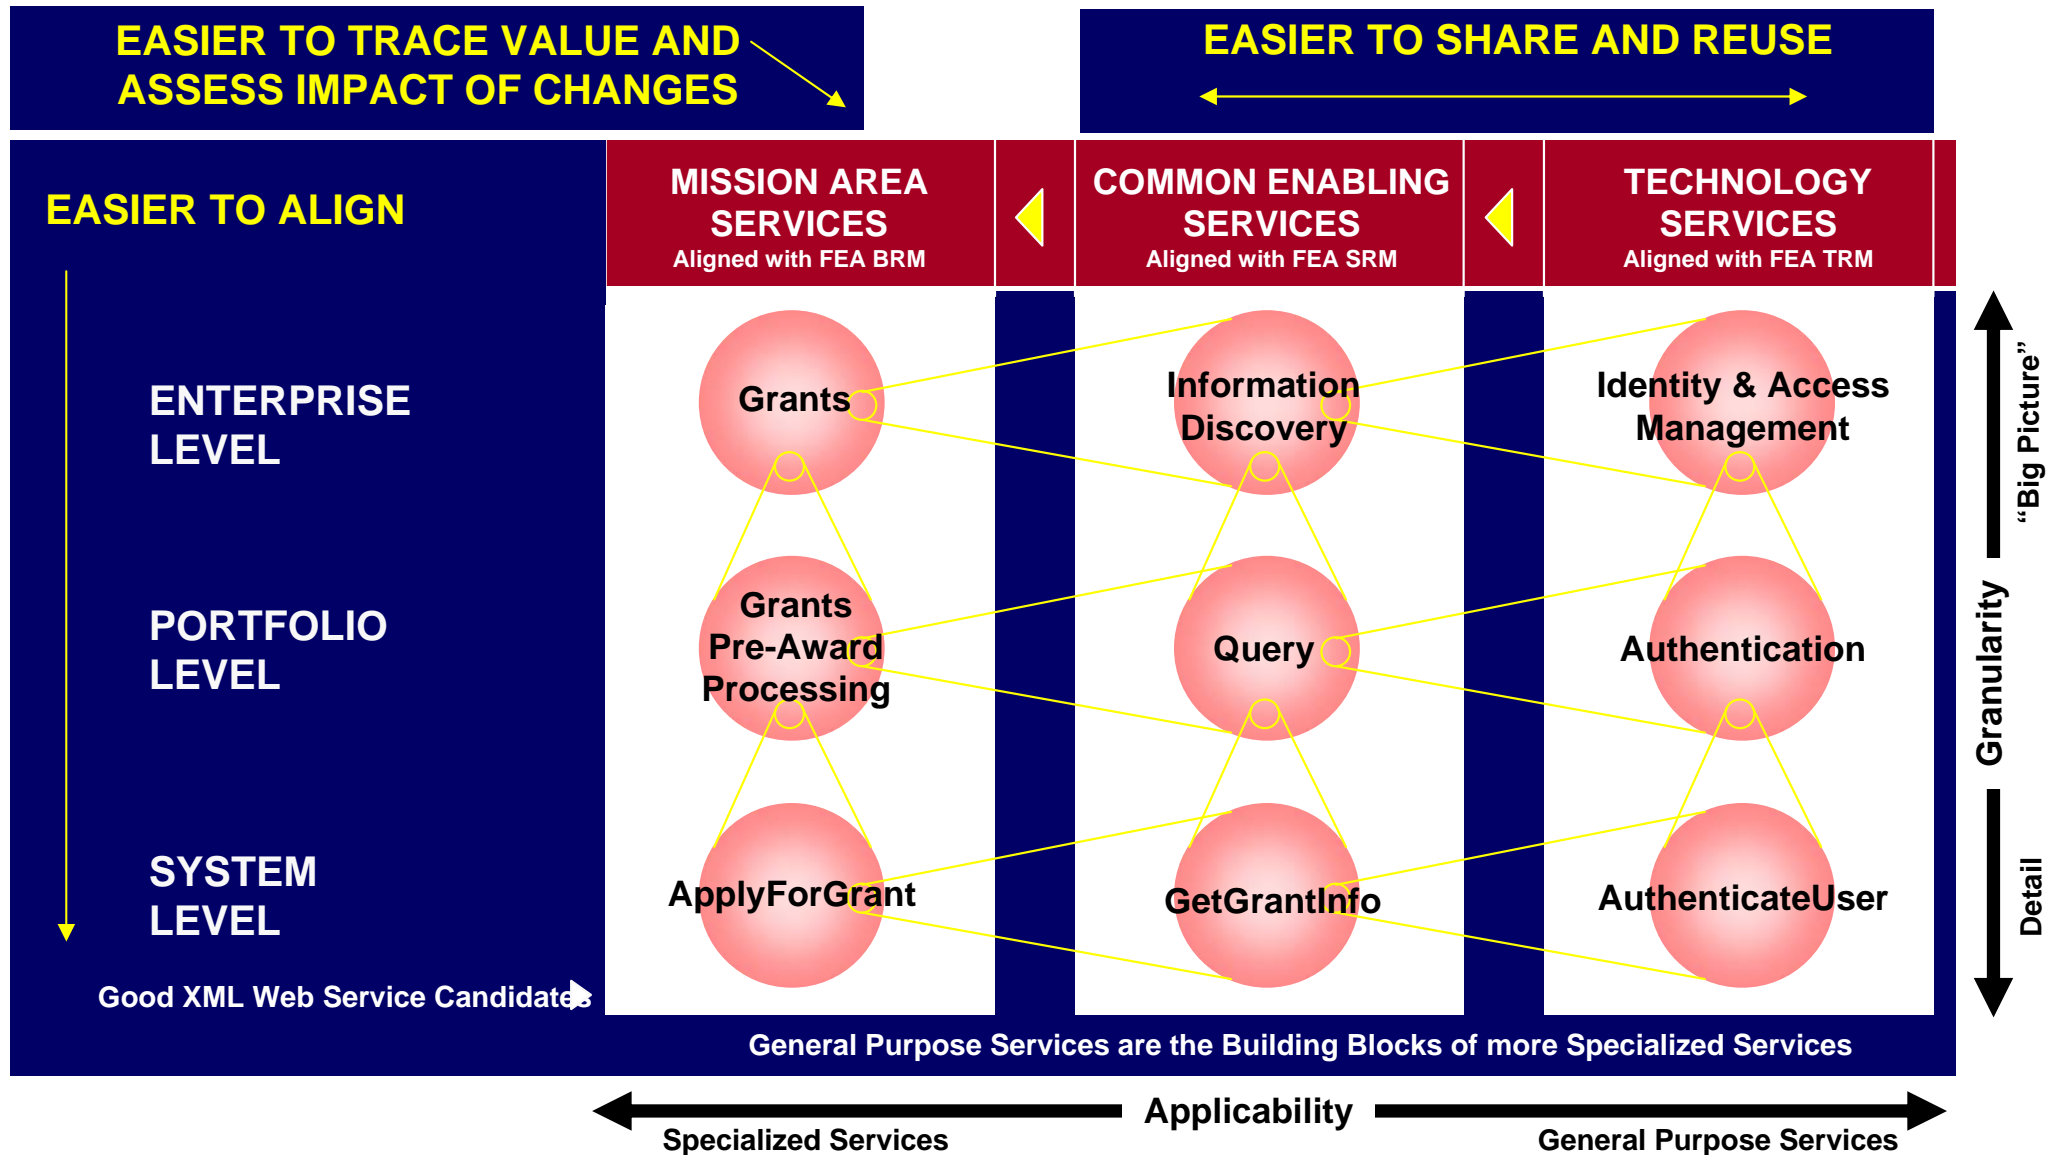 EASIER TO TRACE VALUE AND
ASSESS IMPACT OF CHANGES
EASIER TO SHARE AND REUSE
EASIER TO ALIGN
MISSION AREA
SERVICES
Aligned with FEA BRM
COMMON ENABLING
SERVICES
Aligned with FEA SRM
TECHNOLOGY
SERVICES
Aligned with FEA TRM
ENTERPRISE
LEVEL
Grants
Information
Discovery
Identity & Access
Management
“Big Picture”
PORTFOLIO
LEVEL
Grants
Pre-Award
Processing
Query
Authentication
Granularity
SYSTEM
LEVEL
ApplyForGrant
GetGrantInfo
AuthenticateUser
Detail
Good XML Web Service Candidates
General Purpose Services are the Building Blocks of more Specialized Services
Applicability
Specialized Services
General Purpose Services